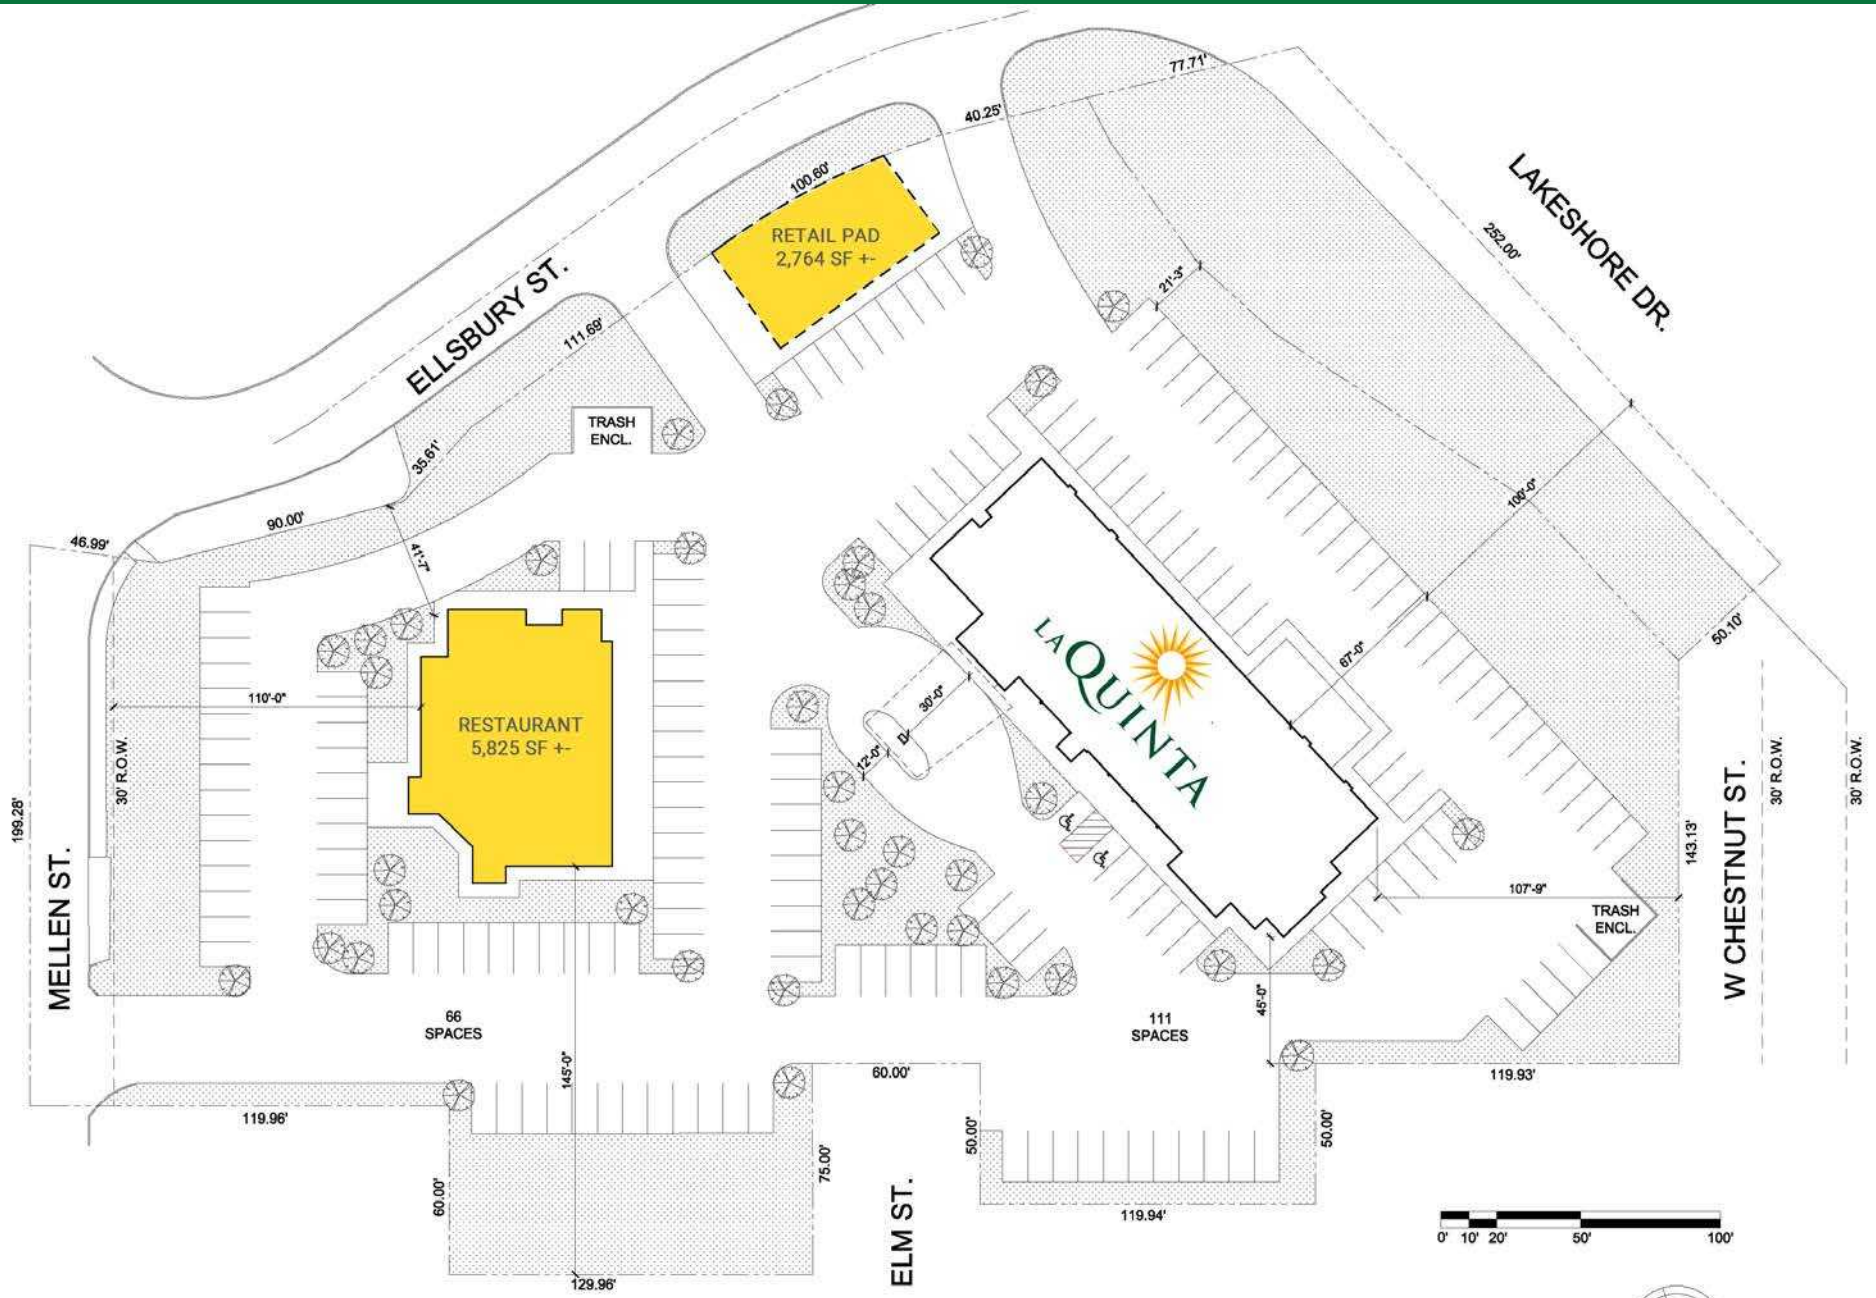 77.71'
40.25'
LAKESHORE DR.
100.60'
RETAIL PAD
2,764 SF +-
252.00'
ELLSBURY ST.
21'-3"
111.69'
TRASH
ENCL.
35.61'
100'-0"
90.00'
46.99'
41'-7"
50.10'
LAQUINTA
67'-0"
110'-0"
30'-0"
RESTAURANT
5,825 SF +-
12'-0"
30' R.O.W.
30' R.O.W.
30' R.O.W.
199.28'
143.13'
W CHESTNUT ST.
MELLEN ST.
107'-9"
TRASH
ENCL.
66
SPACES
111
SPACES
45'-0"
145'-0"
60.00'
119.93'
119.96'
50.00'
50.00'
75.00'
60.00'
ELM ST.
119.94'
0' 10' 20' 50' 100'
129.96'